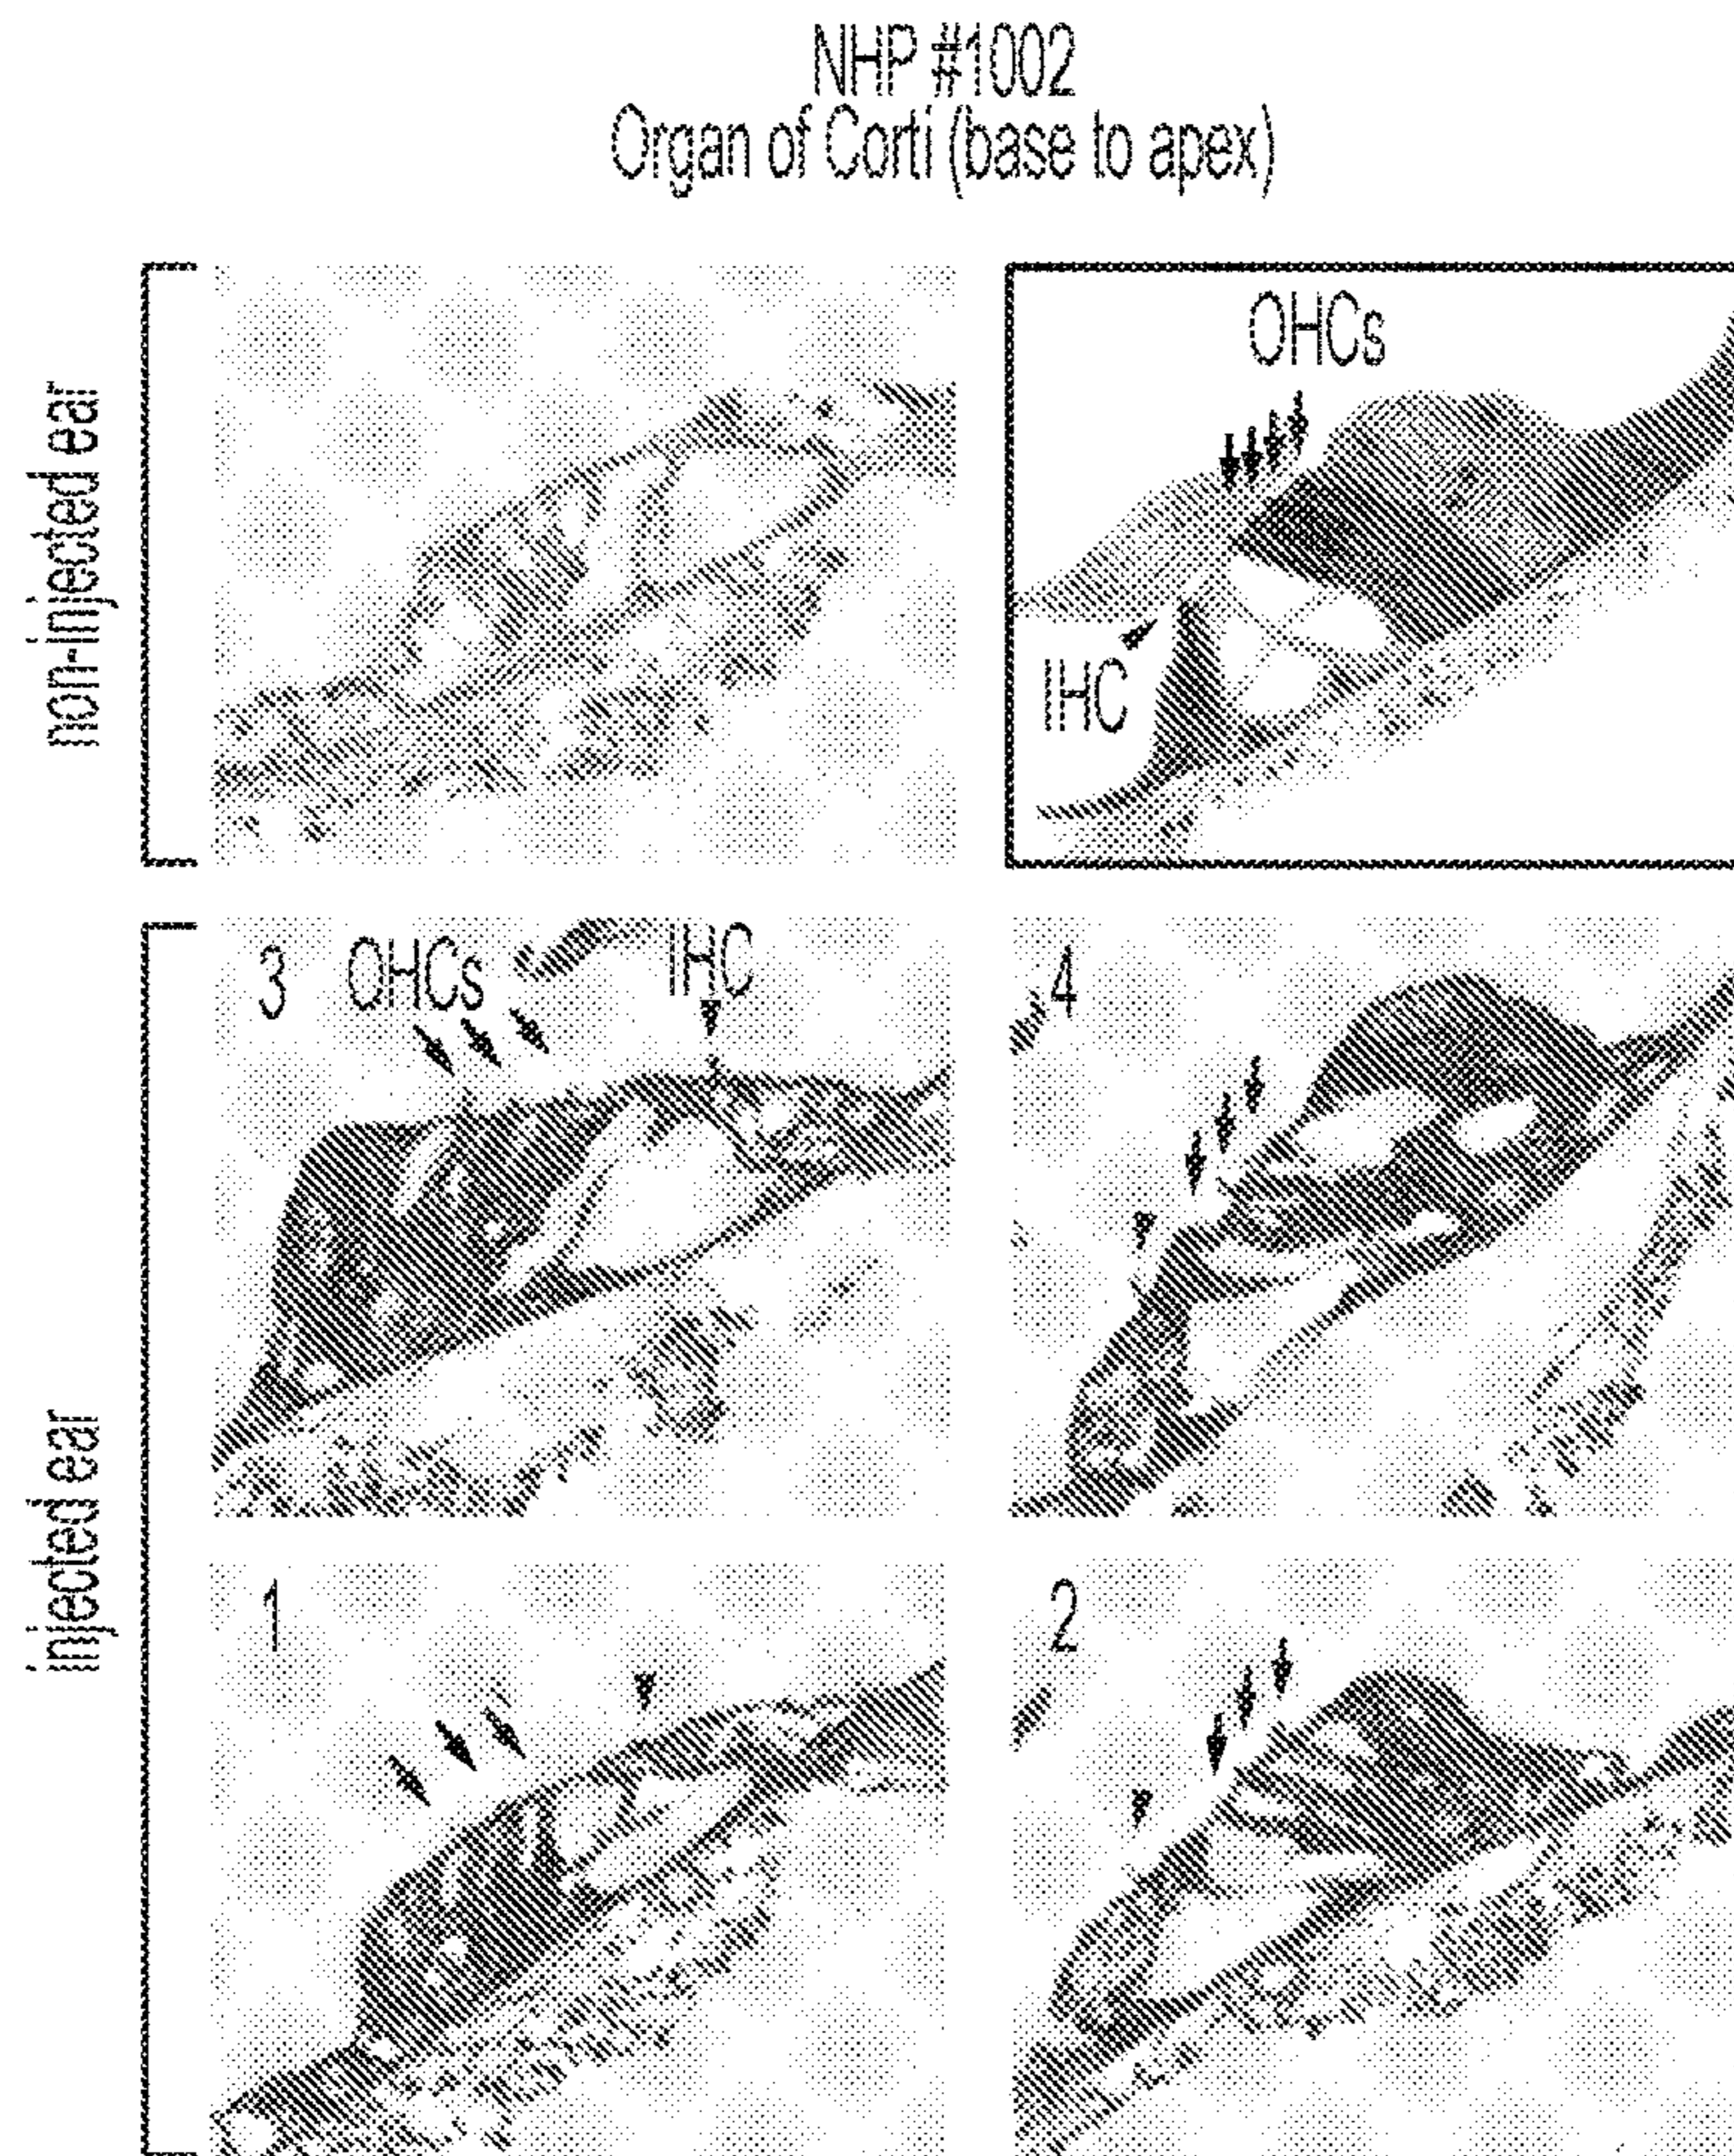 NHP #1002
Organ of Corti (base to apex)
non-injected ear
OHCs
IHC
injected ear
3
OHCs
IHC
4
1
2